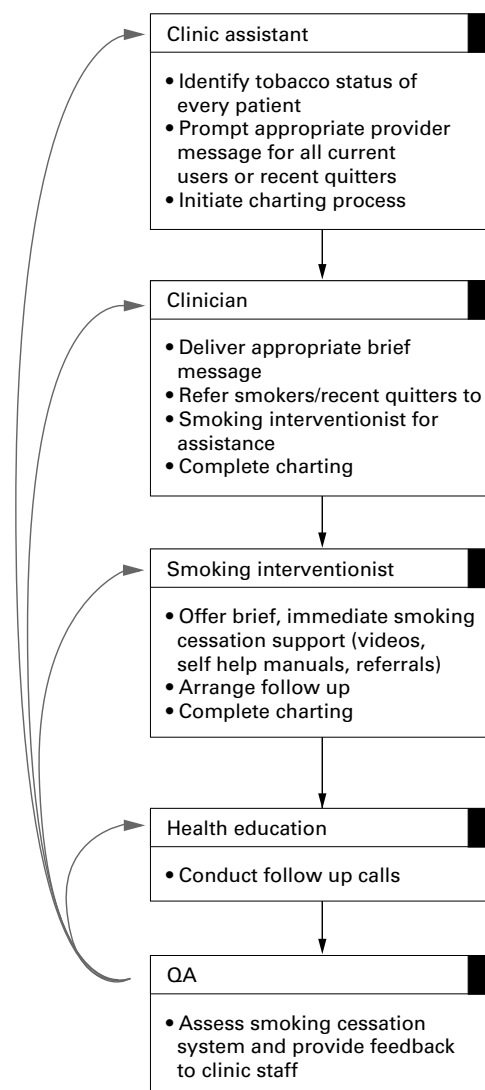 Clinic assistant
• Identify tobacco status of
every patient
• Prompt appropriate provider
message for all current
users or recent quitters
• Initiate charting process
Clinician
• Deliver appropriate brief
message
• Refer smokers/recent quitters to
• Smoking interventionist for
assistance
• Complete charting
Smoking interventionist
• Offer brief, immediate smoking
cessation support (videos,
self help manuals, referrals)
• Arrange follow up
• Complete charting
Health education
• Conduct follow up calls
QA
• Assess smoking cessation
system and provide feedback
to clinic staff